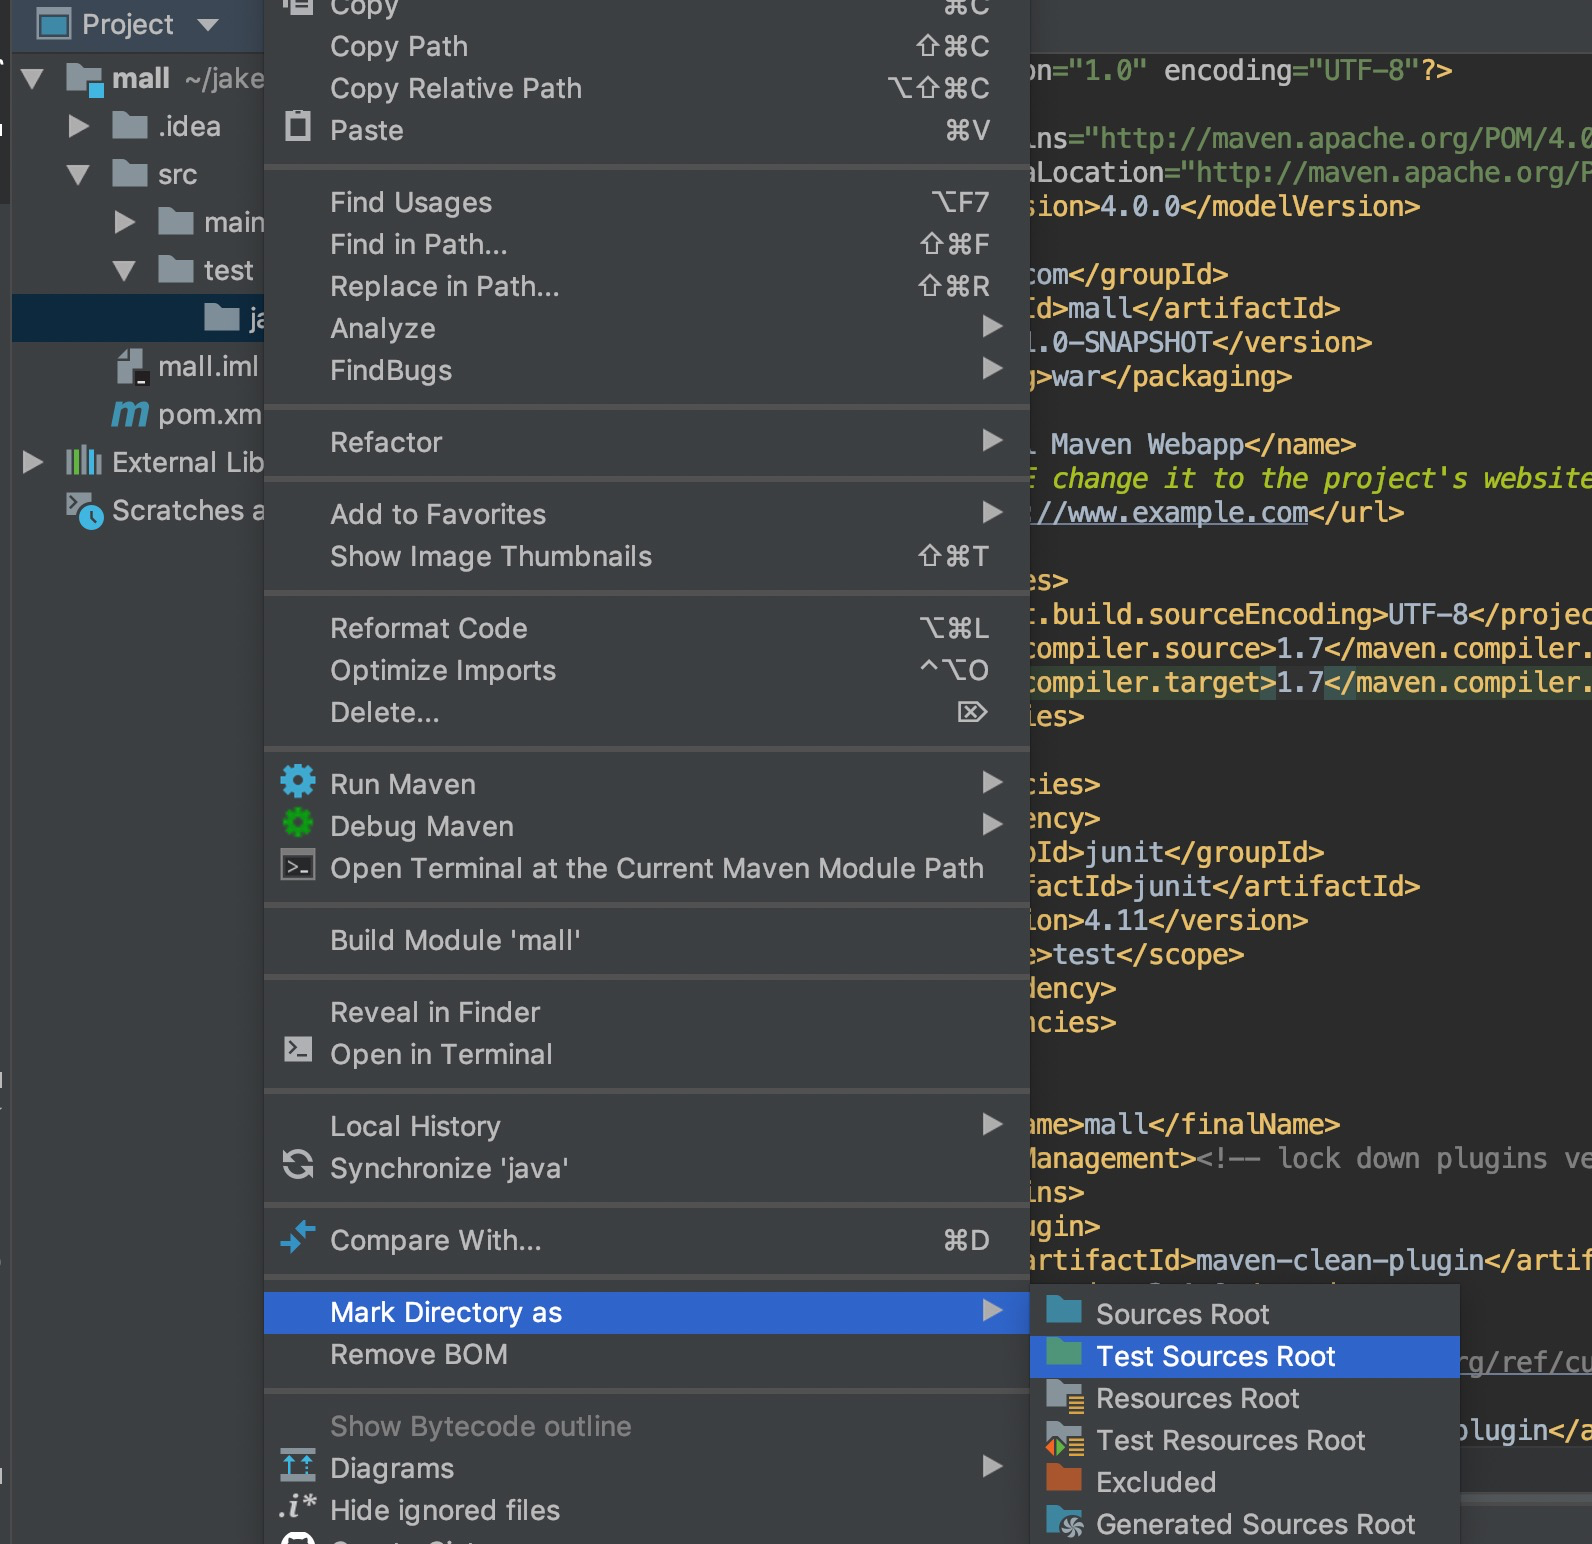 Project
mall ~/jake
.idea
src
main
test
mall.iml
pom.xm
External Lib
Scratches a
Copy ⌘C
Copy Path ⇧⌘C
Copy Relative Path ⌥⇧⌘C
Paste ⌘V
Find Usages ⌥F7
Find in Path... ⇧⌘F
Replace in Path... ⇧⌘R
Analyze
FindBugs
Refactor
Add to Favorites
Show Image Thumbnails ⇧⌘T
Reformat Code ⌥⌘L
Optimize Imports ^⌥O
Delete... ⌦
Run Maven
Debug Maven
Open Terminal at the Current Maven Module Path
Build Module 'mall'
Reveal in Finder
Open in Terminal
Local History
Synchronize 'java'
Compare With... ⌘D
Mark Directory as
Remove BOM
Show Bytecode outline
Diagrams
.i* Hide ignored files
Sources Root
Test Sources Root
Resources Root
Test Resources Root
Excluded
Generated Sources Root
on="1.0" encoding="UTF-8"?>
lns="http://maven.apache.org/POM/4.0
aLocation="http://maven.apache.org/P
sion>4.0.0</modelVersion>
com</groupId>
Id>mall</artifactId>
1.0-SNAPSHOT</version>
g>war</packaging>
l Maven Webapp</name>
E change it to the project's website
://www.example.com</url>
es>
t.build.sourceEncoding>UTF-8</projec
compiler.source>1.7</maven.compiler.
compiler.target>1.7</maven.compiler.
ies>
cies>
ency>
pId>junit</groupId>
factId>junit</artifactId>
ion>4.11</version>
e>test</scope>
dency>
ncies>
ame>mall</finalName>
Management><!-- lock down plugins ve
ins>
ugin>
artifactId>maven-clean-plugin</artif
rg/ref/cu
plugin</a